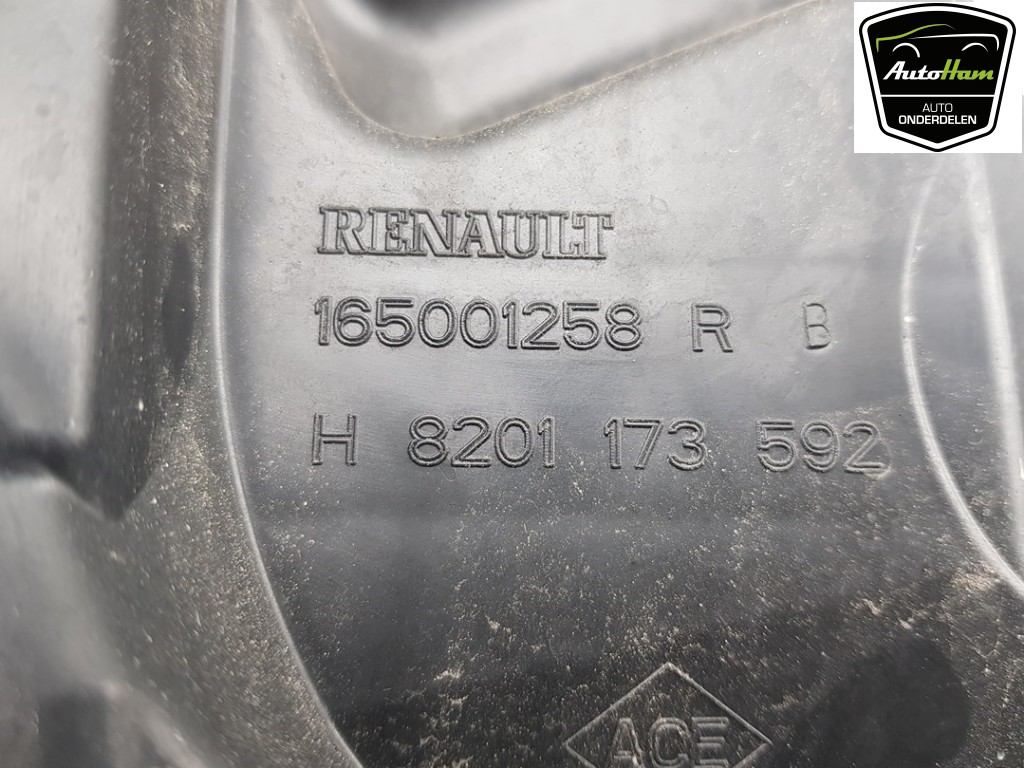 AutoHam
AUTO
ONDERDELEN
RENAULT
165001258 R B
H 8201 173 592
ACE